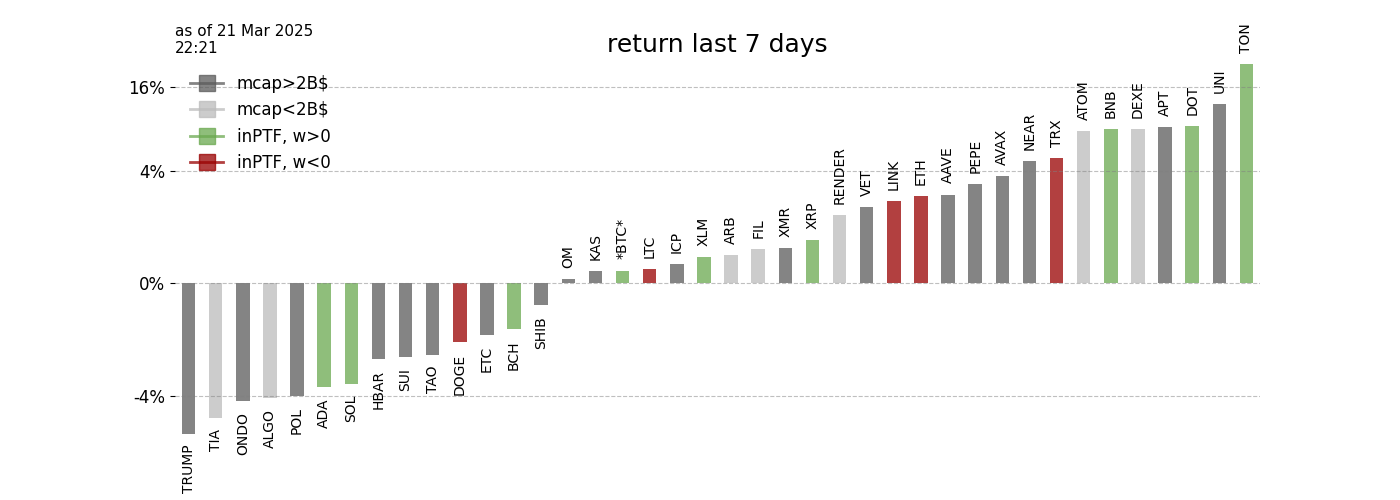 as of 21 Mar 2025
22:21
return last 7 days
mcap>2B$
mcap<2B$
inPTF, w>0
inPTF, w<0
16%
4%
0%
-4%
TRUMP
TIA
ONDO
ALGO
POL
ADA
SOL
HBAR
SUI
TAO
DOGE
ETC
BCH
SHIB
OM
KAS
*BTC*
LTC
ICP
XLM
ARB
FIL
XMR
XRP
RENDER
VET
LINK
ETH
AAVE
PEPE
AVAX
NEAR
TRX
ATOM
BNB
DEXE
APT
DOT
UNI
TON